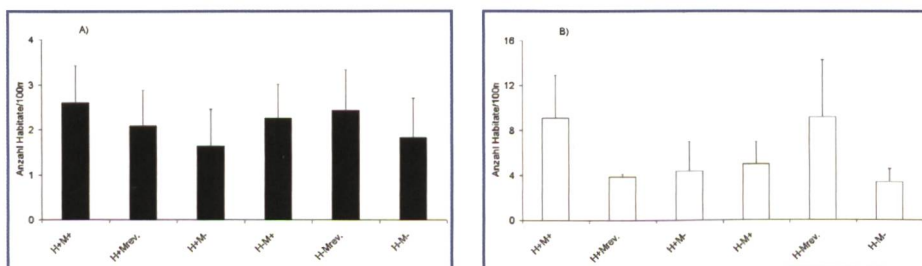 A)
Anzahl Habitate/100m
4
3
2
1
0
H+M+
H+Mrev.
H+M-
H-M+
H-Mrev.
H-M-
B)
Anzahl Habitate/100m
16
12
8
4
0
H+M+
H+Mrev.
H+M-
H-M+
H-Mrev.
H-M-